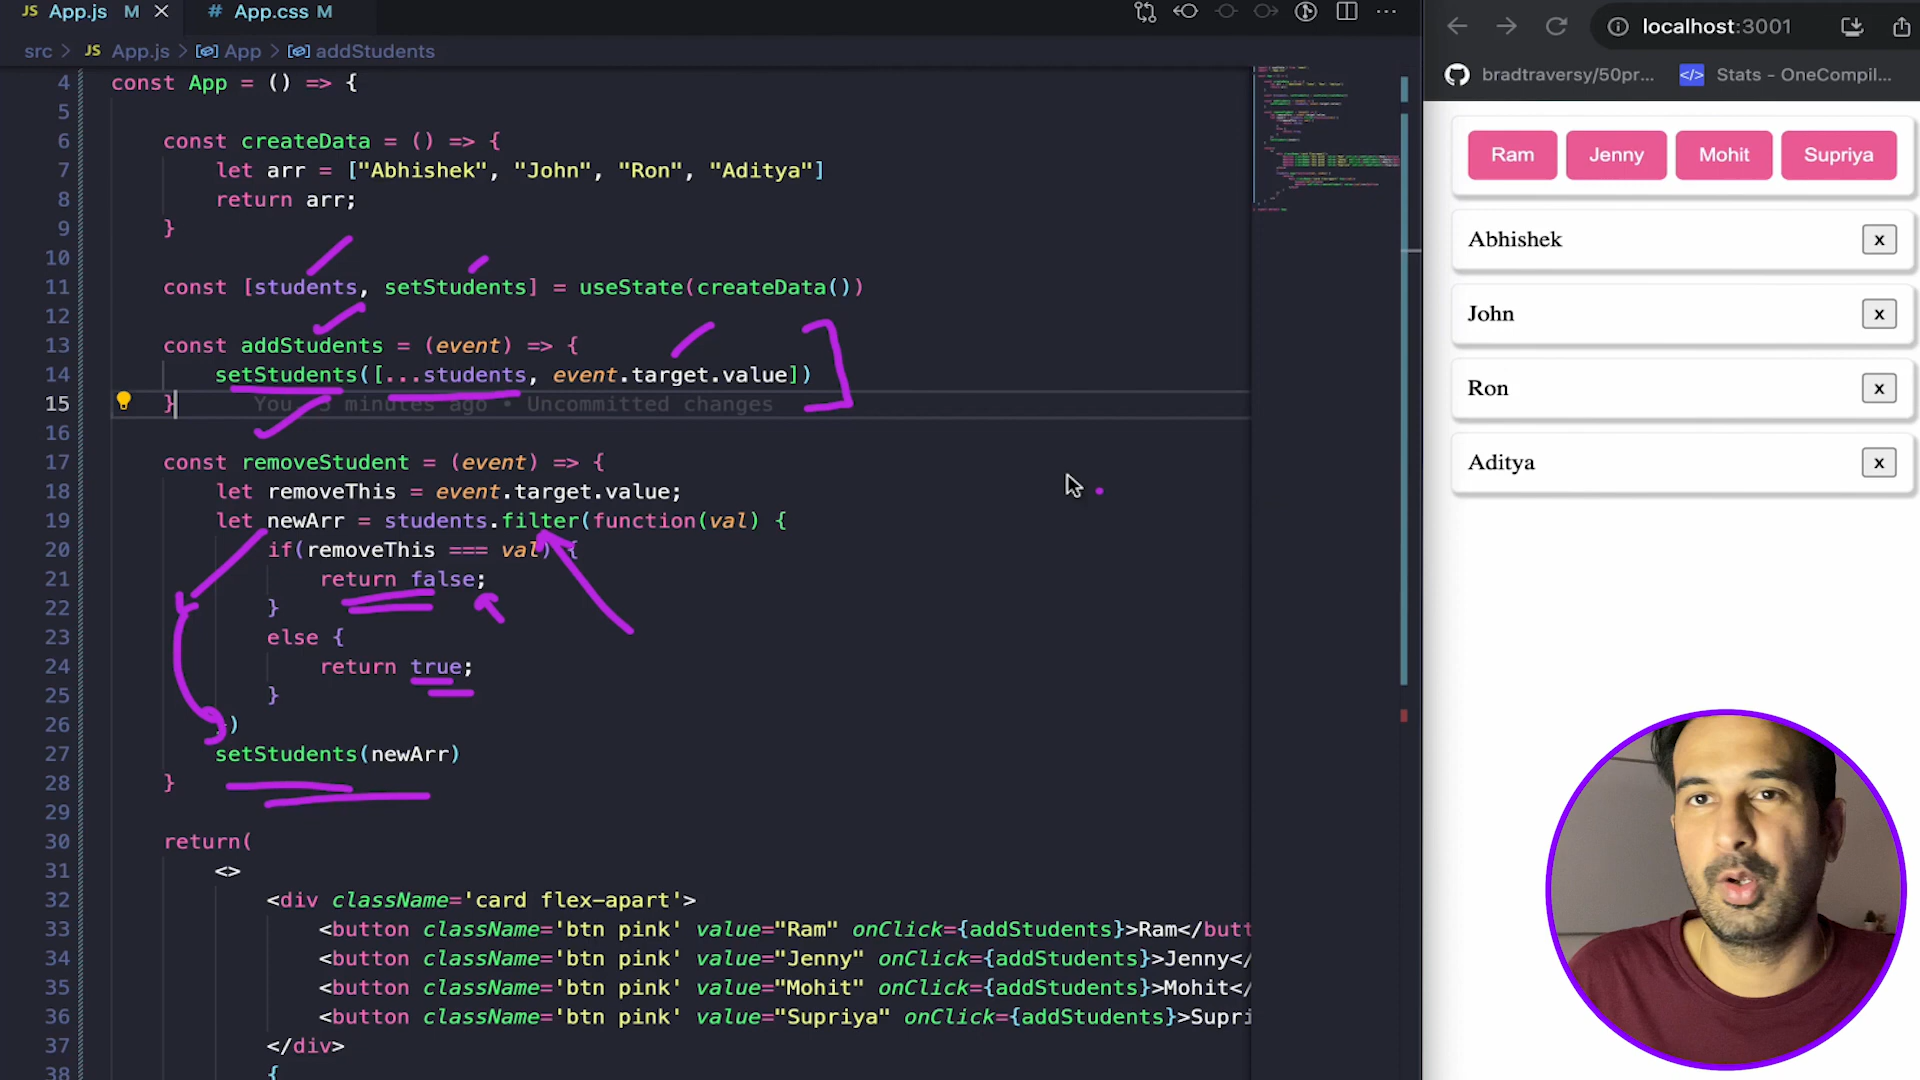 JS App.js M
# App.css M
src > JS App.js > App > addStudents
4 const App = () => {
5
6 const createData = () => {
7 let arr = ["Abhishek", "John", "Ron", "Aditya"]
8 return arr;
9 }
10
11 const [students, setStudents] = useState(createData())
12
13 const addStudents = (event) => {
14 setStudents([...students, event.target.value])
15 } You, 3 minutes ago • Uncommitted changes
16
17 const removeStudent = (event) => {
18 let removeThis = event.target.value;
19 let newArr = students.filter(function(val) {
20 if(removeThis === val) {
21 return false;
22 }
23 else {
24 return true;
25 }
26 })
27 setStudents(newArr)
28 }
29
30 return(
31 <>
32 <div className='card flex-apart'>
33 <button className='btn pink' value="Ram" onClick={addStudents}>Ram</butt
34 <button className='btn pink' value="Jenny" onClick={addStudents}>Jenny</
35 <button className='btn pink' value="Mohit" onClick={addStudents}>Mohit</
36 <button className='btn pink' value="Supriya" onClick={addStudents}>Supri
37 </div>
38 {
localhost:3001
bradtraversy/50pr...
</> Stats - OneCompil...
Ram Jenny Mohit Supriya
Abhishek x
John x
Ron x
Aditya x